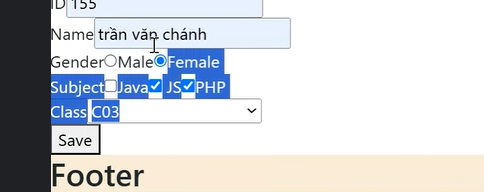 ID 155
Name trần văn chánh
Gender Male Female
Subject Java JS PHP
Class C03
Save
Footer